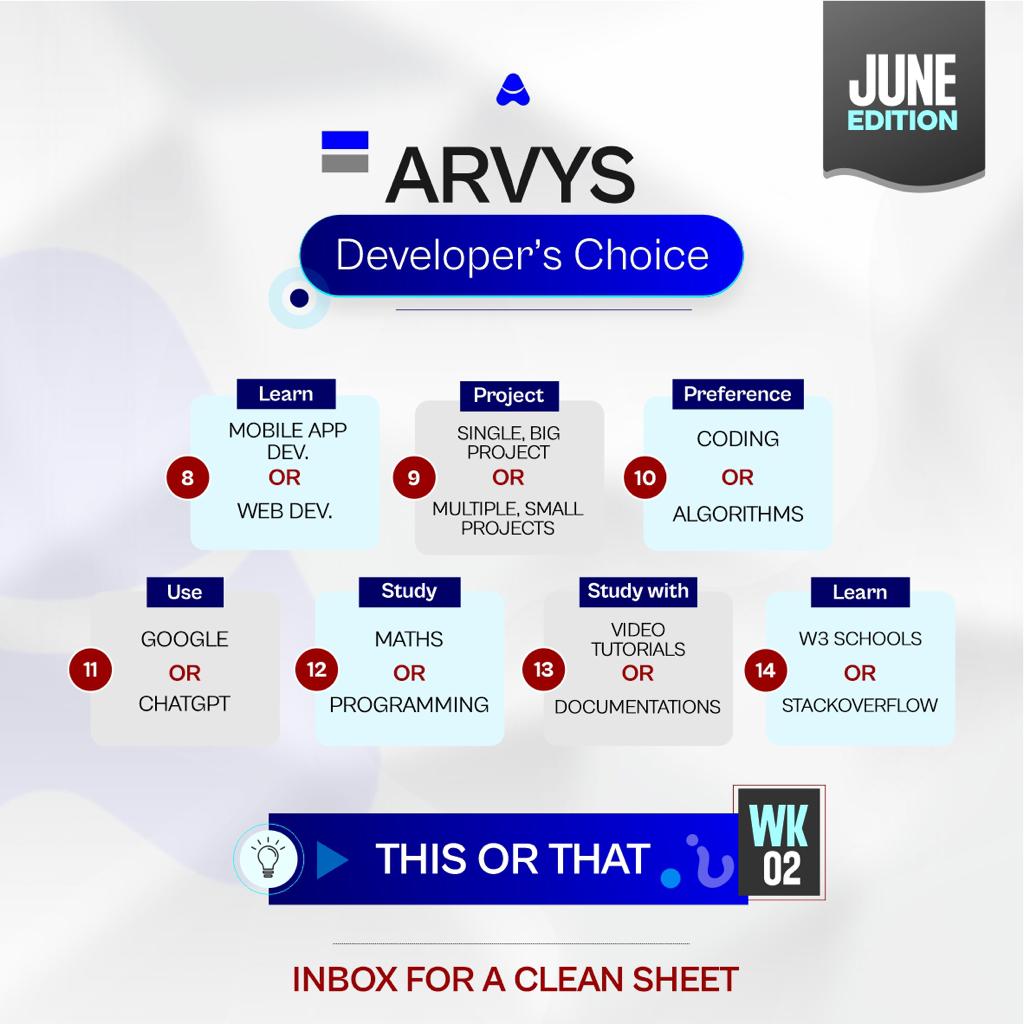 JUNE
EDITION
ARVYS
Developer's Choice
Learn
MOBILE APP
DEV.
8
OR
WEB DEV.
Project
SINGLE, BIG
PROJECT
9
OR
MULTIPLE, SMALL
PROJECTS
Preference
CODING
10
OR
ALGORITHMS
Use
GOOGLE
11
OR
CHATGPT
Study
MATHS
12
OR
PROGRAMMING
Study with
VIDEO
TUTORIALS
13
OR
DOCUMENTATIONS
Learn
W3 SCHOOLS
14
OR
STACKOVERFLOW
THIS OR THAT
WK
02
INBOX FOR A CLEAN SHEET